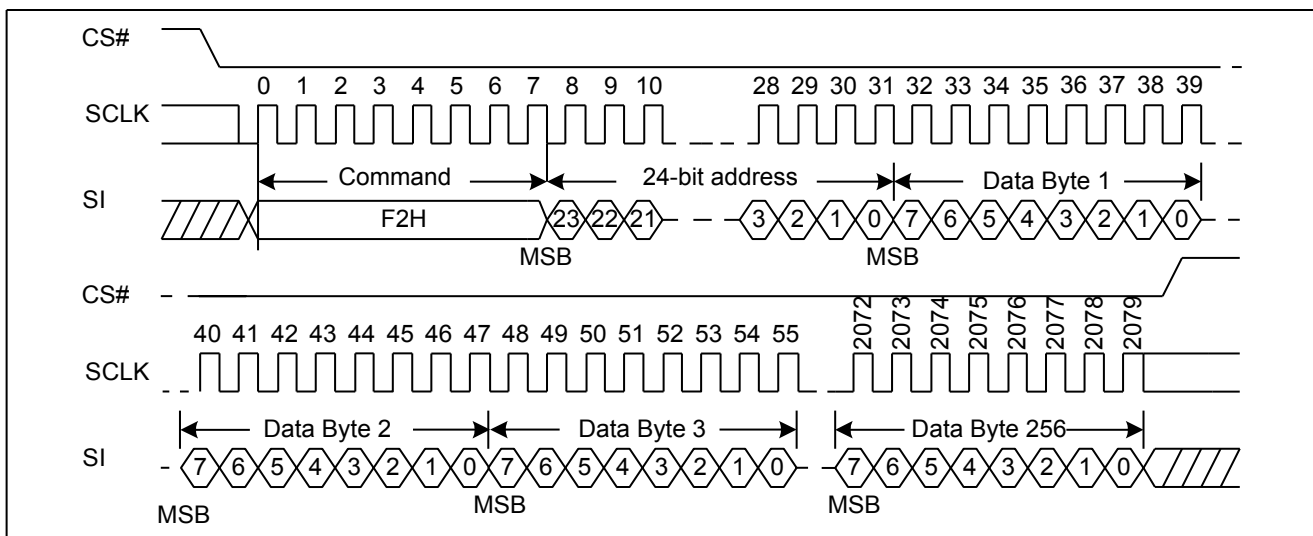 CS#
0 1 2 3 4 5 6 7 8 9 10 28 29 30 31 32 33 34 35 36 37 38 39
SCLK
Command 24-bit address Data Byte 1
SI
F2H 23 22 21 3 2 1 0 7 6 5 4 3 2 1 0
MSB MSB
CS#
40 41 42 43 44 45 46 47 48 49 50 51 52 53 54 55 2072 2073 2074 2075 2076 2077 2078 2079
SCLK
Data Byte 2 Data Byte 3 Data Byte 256
SI 7 6 5 4 3 2 1 0 7 6 5 4 3 2 1 0 7 6 5 4 3 2 1 0
MSB MSB MSB